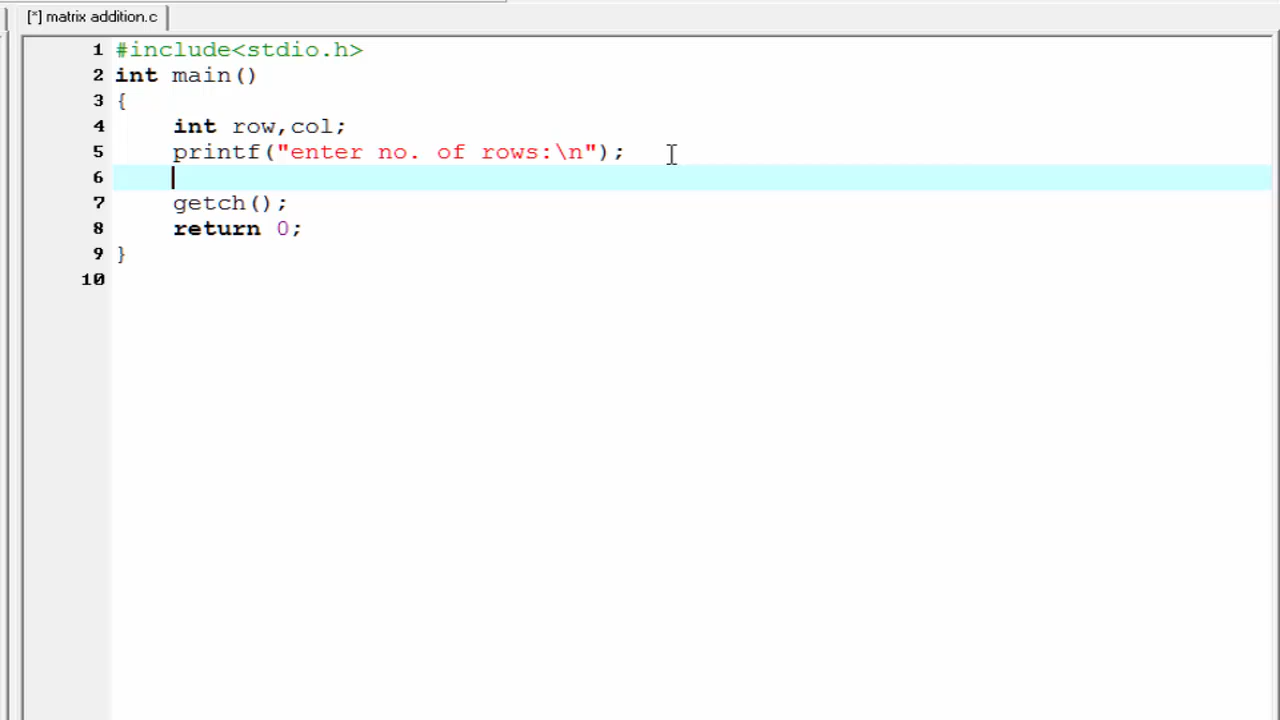 [*] matrix addition.c
1 #include<stdio.h>
2 int main()
3 {
4 int row,col;
5 printf("enter no. of rows:\n");
6
7 getch();
8 return 0;
9 }
10